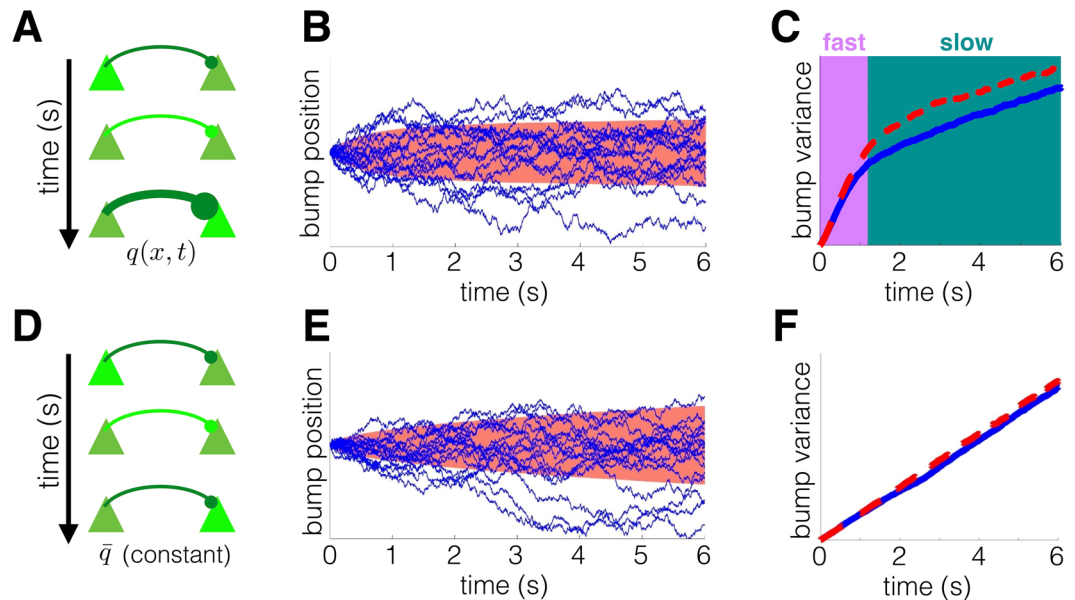 A
time (s)
q(x, t)
B
bump position
0 1 2 3 4 5 6
time (s)
C
fast slow
bump variance
0 2 4 6
time (s)
D
time (s)
q̄ (constant)
E
bump position
0 1 2 3 4 5 6
time (s)
F
bump variance
0 2 4 6
time (s)